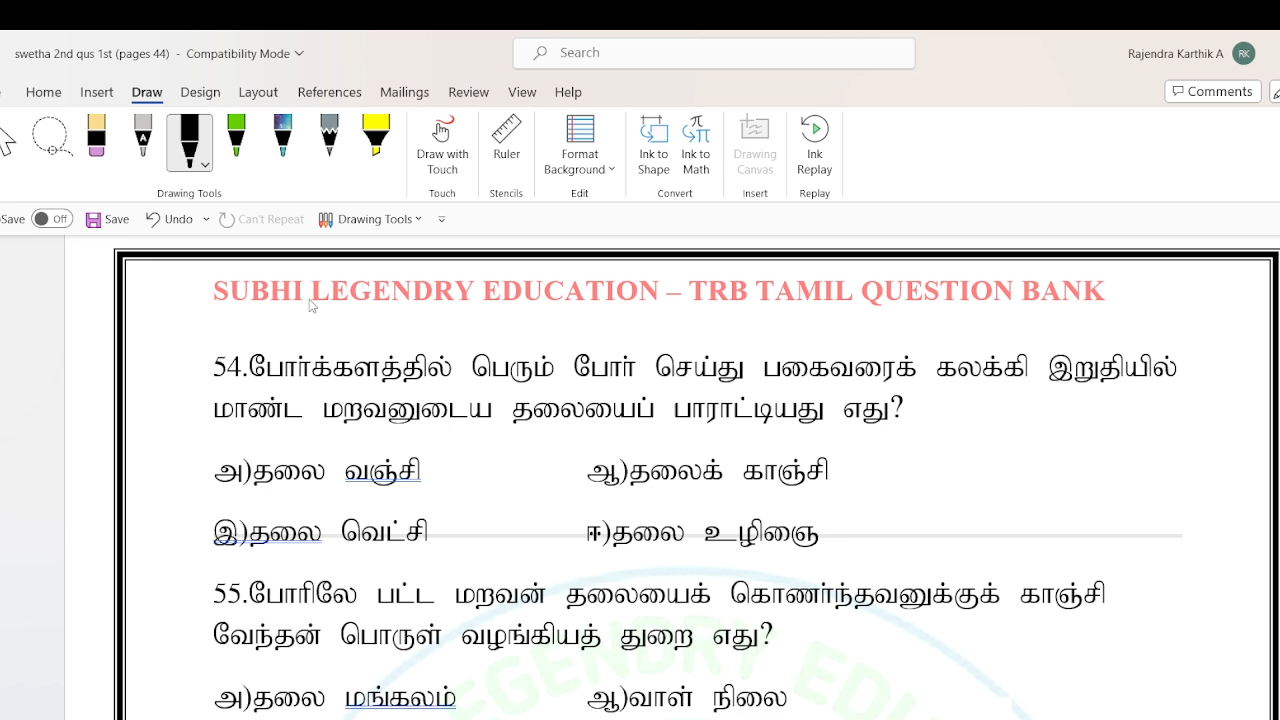 swetha 2nd qus 1st (pages 44) - Compatibility Mode
Search
Rajendra Karthik A RK
Home Insert Draw Design Layout References Mailings Review View Help
Comments
Draw with Touch
Ruler
Format Background
Ink to Shape
Ink to Math
Drawing Canvas
Ink Replay
Drawing Tools Touch Stencils Edit Convert Insert Replay
Save Off Save Undo Can't Repeat Drawing Tools
SUBHI LEGENDRY EDUCATION – TRB TAMIL QUESTION BANK
54.போர்க்களத்தில் பெரும் போர் செய்து பகைவரைக் கலக்கி இறுதியில்
மாண்ட மறவனுடைய தலையைப் பாராட்டியது எது?
அ)தலை வஞ்சி ஆ)தலைக் காஞ்சி
இ)தலை வெட்சி ஈ)தலை உழிஞை
55.போரிலே பட்ட மறவன் தலையைக் கொணர்ந்தவனுக்குக் காஞ்சி
வேந்தன் பொருள் வழங்கியத் துறை எது?
அ)தலை மங்கலம் ஆ)வாள் நிலை